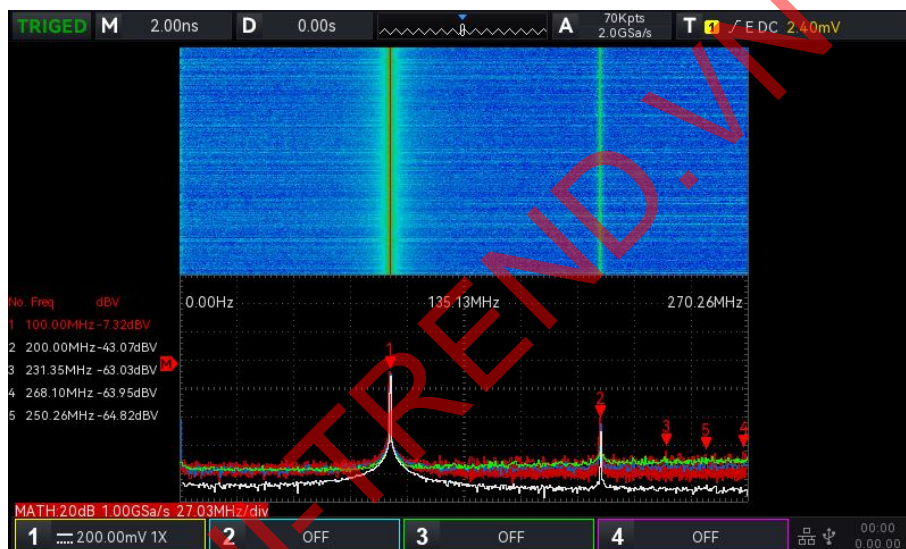 TRIGED M 2.00ns D 0.00s A 70Kpts 2.0GSa/s T 1 E DC 2.40mV
No. Freq dBV
1 100.00MHz -7.32dBV
2 200.00MHz -43.07dBV
3 231.35MHz -63.03dBV
4 268.10MHz -63.95dBV
5 250.26MHz -64.82dBV
0.00Hz 135.13MHz 270.26MHz
M
1
2
3 5 4
MATH:20dB 1.00GSa/s 27.03MHz/div
1 200.00mV 1X 2 OFF 3 OFF 4 OFF 00:00 0.00.00
-TREND.VN